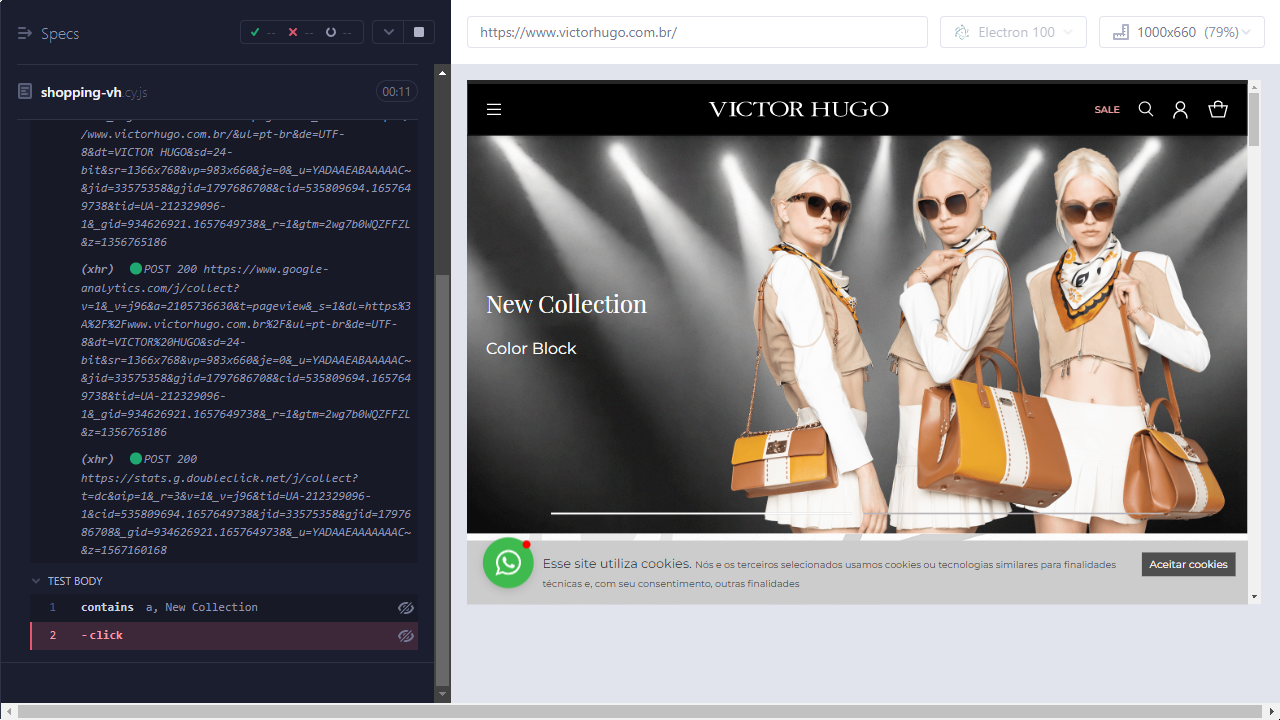 Specs
--
--
--
https://www.victorhugo.com.br/
Electron 100
1000x660 (79%)
shopping-vh.cy.js
00:11
/www.victorhugo.com.br/&ul=pt-br&de=UTF-
8&dt=VICTOR HUGO&sd=24-
bit&sr=1366x768&vp=983x660&je=0&_u=YADAAEABAAAAAC~
&jid=33575358&gjid=1797686708&cid=535809694.165764
9738&tid=UA-212329096-
1&_gid=934626921.1657649738&_r=1&gtm=2wg7b0WQZFFZL
&z=1356765186
(xhr) POST 200 https://www.google-
analytics.com/j/collect?
v=1&_v=j96&a=2105736630&t=pageview&_s=1&dl=https%3
A%2F%2Fwww.victorhugo.com.br%2F&ul=pt-br&de=UTF-
8&dt=VICTOR%20HUGO&sd=24-
bit&sr=1366x768&vp=983x660&je=0&_u=YADAAEABAAAAAC~
&jid=33575358&gjid=1797686708&cid=535809694.165764
9738&tid=UA-212329096-
1&_gid=934626921.1657649738&_r=1&gtm=2wg7b0WQZFFZL
&z=1356765186
(xhr) POST 200
https://stats.g.doubleclick.net/j/collect?
t=dc&aip=1&_r=3&v=1&_v=j96&tid=UA-212329096-
1&cid=535809694.1657649738&jid=33575358&gjid=17976
86708&_gid=934626921.1657649738&_u=YADAAEAAAAAAAC~
&z=1567160168
TEST BODY
1 contains a, New Collection
2 -click
VICTOR HUGO
SALE
New Collection
Color Block
Esse site utiliza cookies. Nós e os terceiros selecionados usamos cookies ou tecnologias similares para finalidades
técnicas e, com seu consentimento, outras finalidades
Aceitar cookies